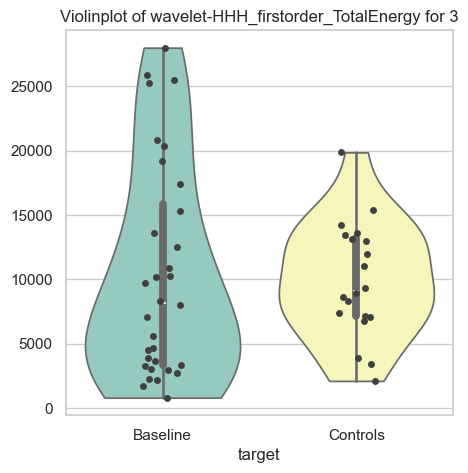 Violinplot of wavelet-HHH_firstorder_TotalEnergy for 3
25000
20000
15000
10000
5000
0
Baseline Controls
target